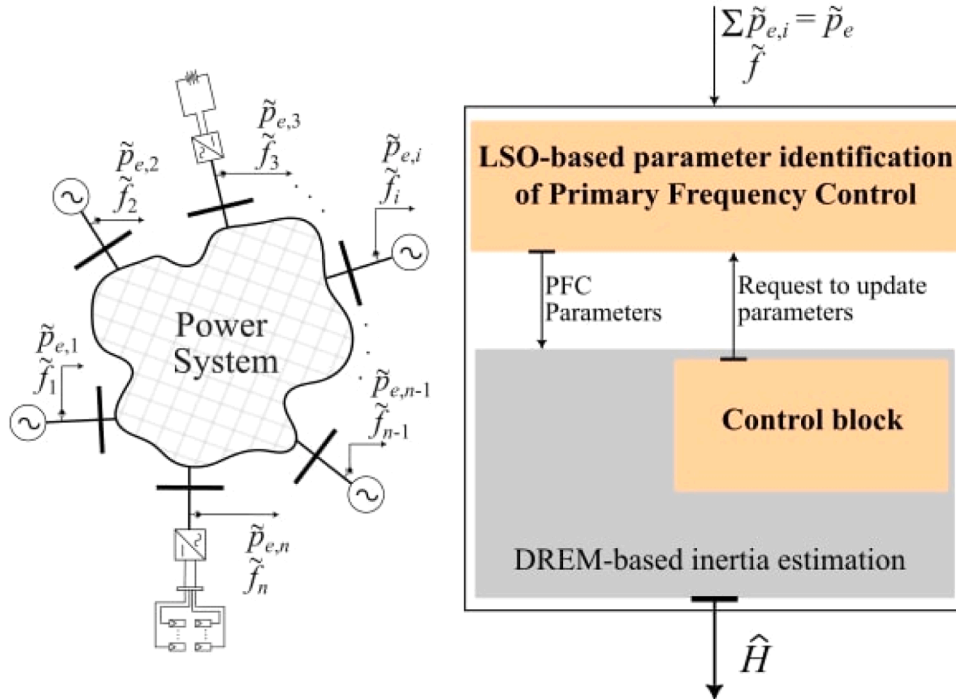 p̃e,3
f̃3
p̃e,i
f̃i
p̃e,2
f̃2
Power
System
p̃e,1
f̃1
p̃e,n-1
f̃n-1
p̃e,n
f̃n
Σ p̃e,i = p̃e
f̃
LSO-based parameter identification
of Primary Frequency Control
PFC
Parameters
Request to update
parameters
Control block
DREM-based inertia estimation
Ĥ